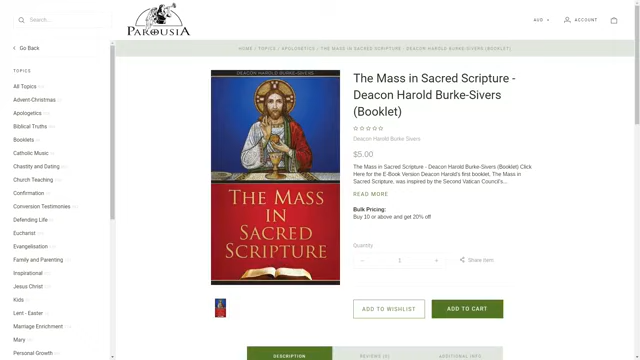 Search...
PAROUSIA
AUD
ACCOUNT
Go Back
HOME / TOPICS / APOLOGETICS / THE MASS IN SACRED SCRIPTURE - DEACON HAROLD BURKE-SIVERS (BOOKLET)
TOPICS
All Topics
Advent-Christmas
Apologetics
Biblical Truths
Booklets
Catholic Music
Chastity and Dating
Church Teaching
Confirmation
Conversion Testimonies
Defending Life
Eucharist
Evangelisation
Family and Parenting
Inspirational
Jesus Christ
Kids
Lent - Easter
Marriage Enrichment
Mary
Personal Growth
DEACON HAROLD BURKE-SIVERS
THE MASS
IN
SACRED
SCRIPTURE
The Mass in Sacred Scripture -
Deacon Harold Burke-Sivers
(Booklet)
Deacon Harold Burke Sivers
$5.00
The Mass in Sacred Scripture - Deacon Harold Burke-Sivers (Booklet) Click
Here for the E-Book Version Deacon Harold's first booklet, The Mass in
Sacred Scripture, was inspired by the Second Vatican Council's...
READ MORE
Bulk Pricing:
Buy 10 or above and get 20% off
Quantity
1
Share item
ADD TO WISHLIST
ADD TO CART
DESCRIPTION
REVIEWS (0)
ADDITIONAL INFO